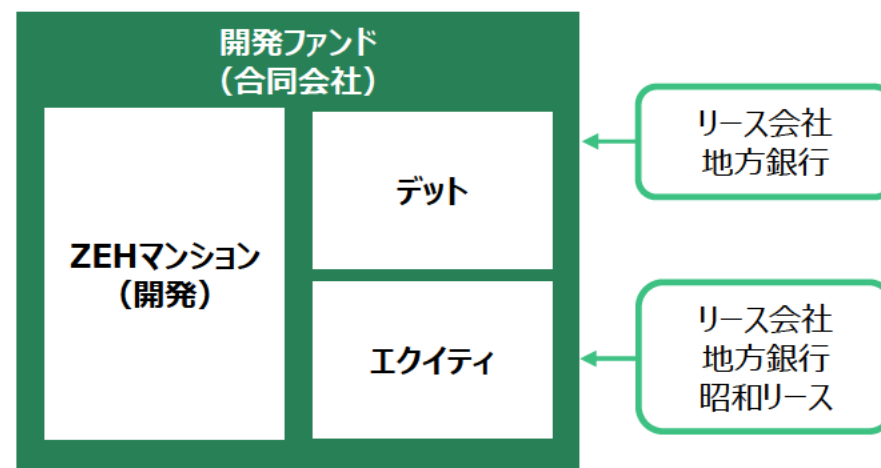 開発ファンド
（合同会社）
ZEHマンション
（開発）
デット
エクイティ
リース会社
地方銀行
リース会社
地方銀行
昭和リース